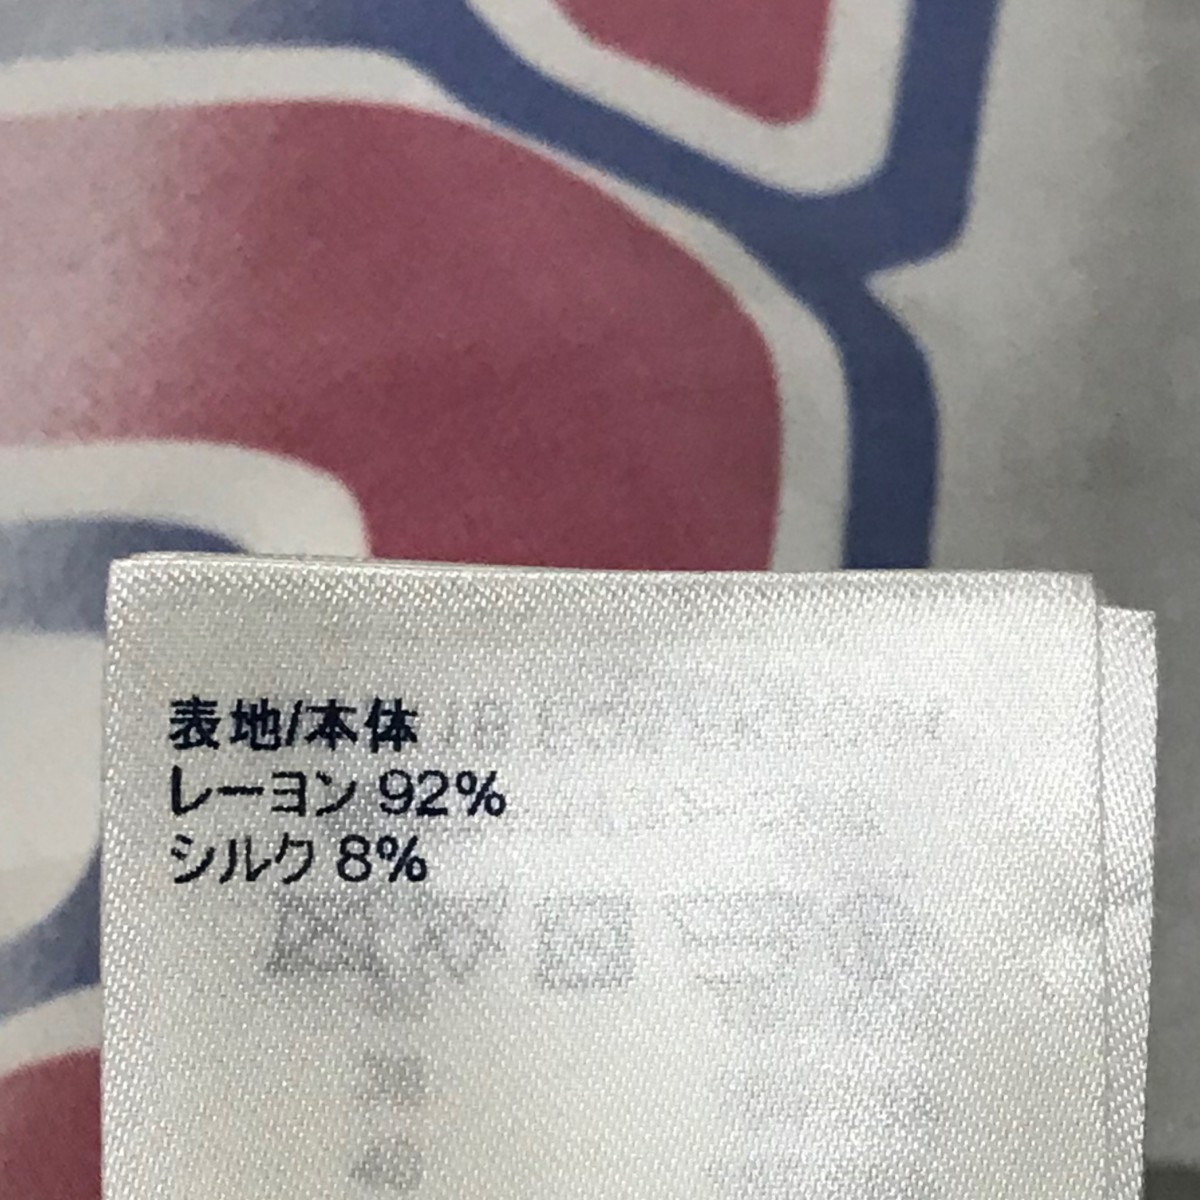 表地/本体
レーヨン 92%
シルク 8%